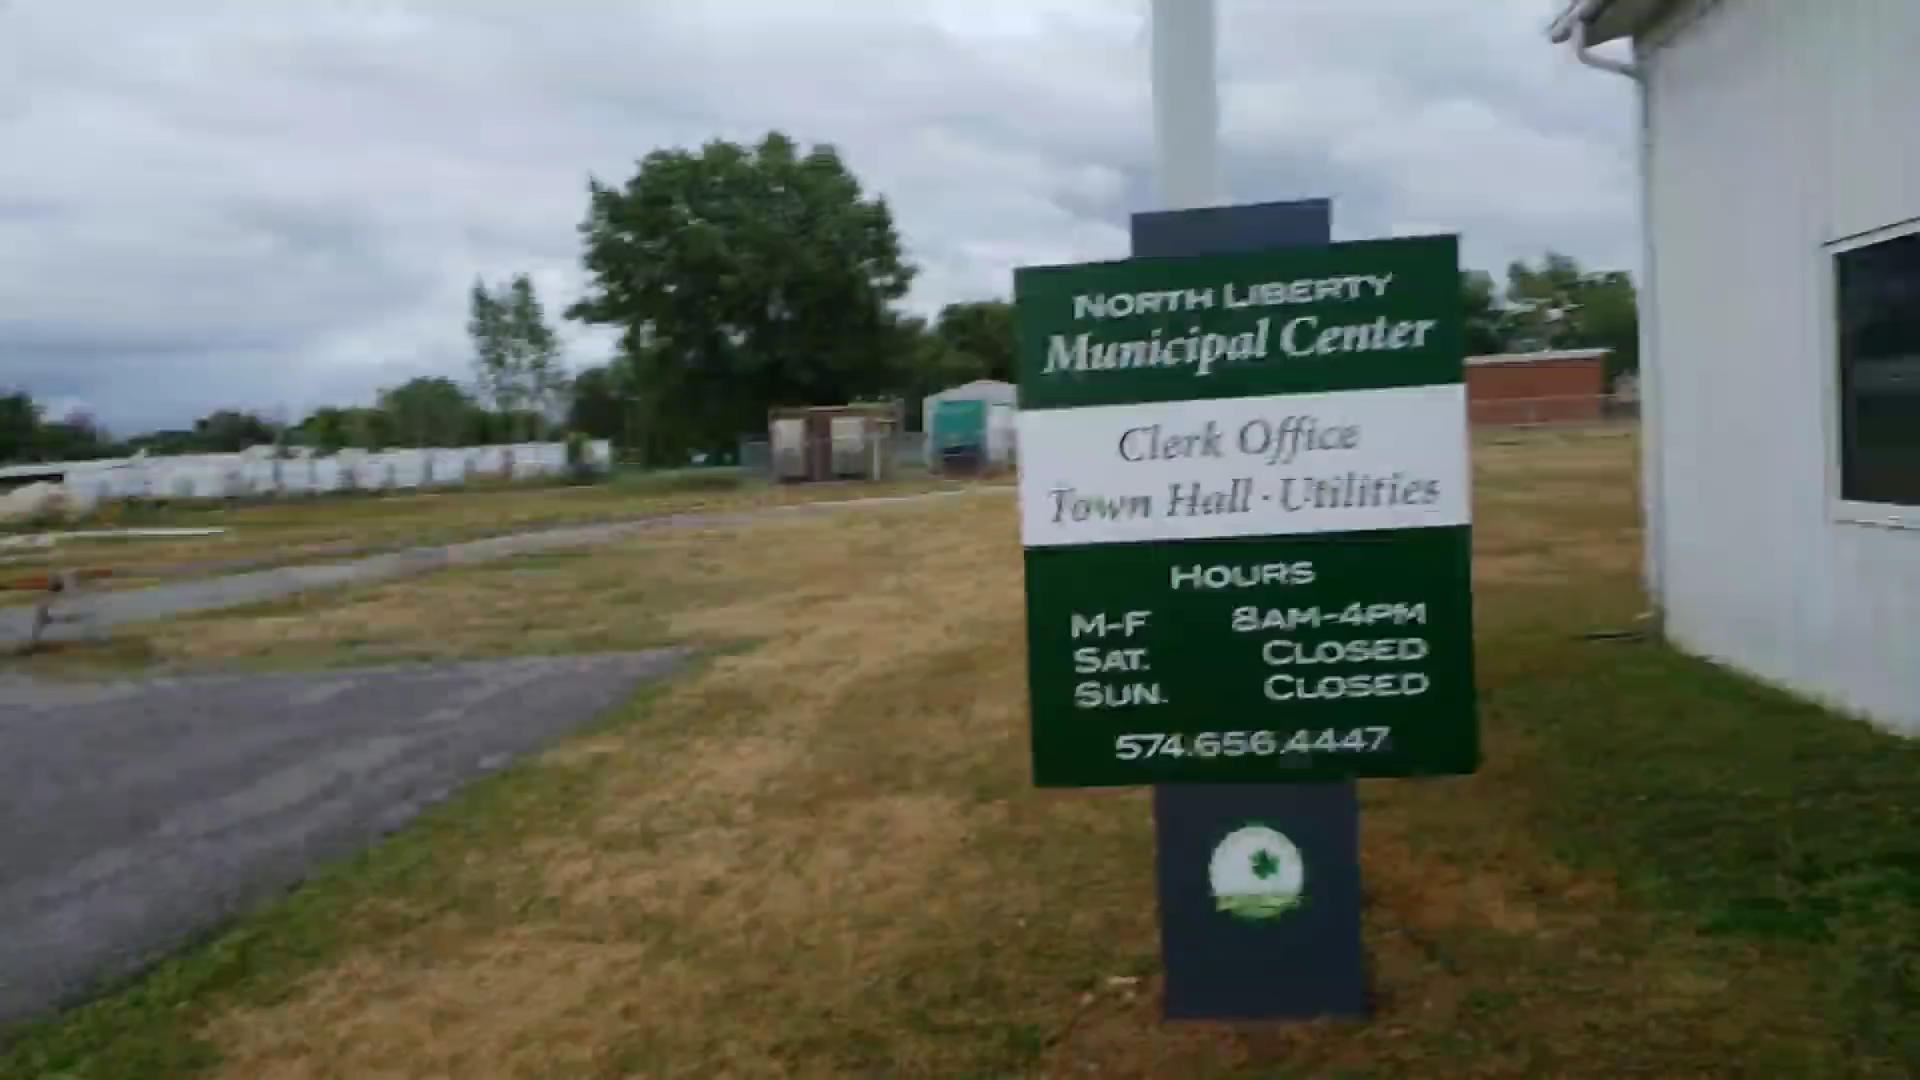 NORTH LIBERTY
Municipal Center
Clerk Office
Town Hall · Utilities
HOURS
M-F 8AM-4PM
SAT. CLOSED
SUN. CLOSED
574.656.4447